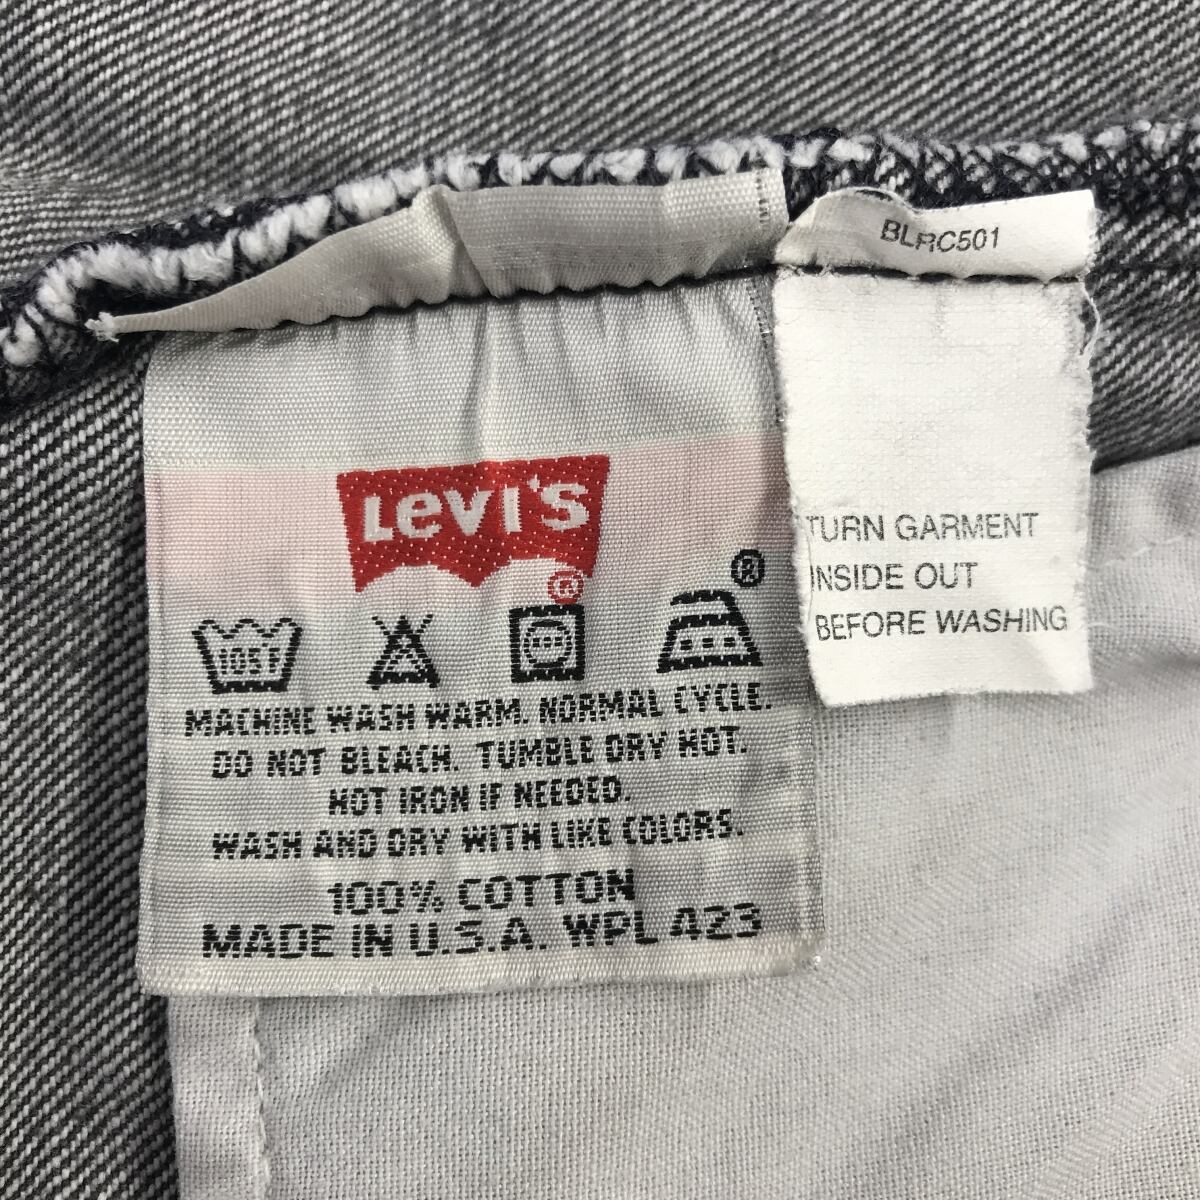 BLRC501
LEVI'S
®
®
105F
MACHINE WASH WARM. NORMAL CYCLE.
DO NOT BLEACH. TUMBLE DRY HOT.
HOT IRON IF NEEDED.
WASH AND DRY WITH LIKE COLORS.
100% COTTON
MADE IN U.S.A. WPL 423
TURN GARMENT
INSIDE OUT
BEFORE WASHING